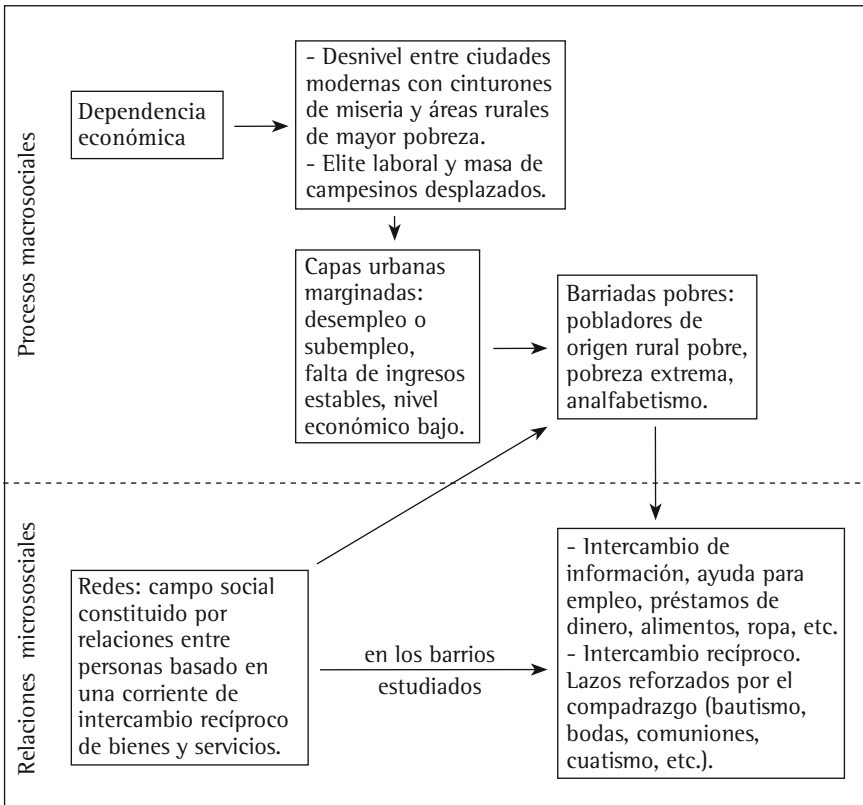 Procesos macrosociales
Dependencia
económica
- Desnivel entre ciudades
modernas con cinturones
de miseria y áreas rurales
de mayor pobreza.
- Elite laboral y masa de
campesinos desplazados.
Capas urbanas
marginadas:
desempleo o
subempleo,
falta de ingresos
estables, nivel
económico bajo.
Barriadas pobres:
pobladores de
origen rural pobre,
pobreza extrema,
analfabetismo.
Relaciones micrososciales
Redes: campo social
constituido por
relaciones entre
personas basado en
una corriente de
intercambio recíproco
de bienes y servicios.
en los barrios
estudiados
- Intercambio de
información, ayuda para
empleo, préstamos de
dinero, alimentos, ropa, etc.
- Intercambio recíproco.
Lazos reforzados por el
compadrazgo (bautismo,
bodas, comuniones,
cuatismo, etc.).